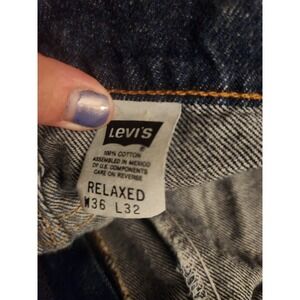 LEVI'S
100% COTTON
ASSEMBLED IN MEXICO
OF U.S. COMPONENTS
CARE ON REVERSE
RELAXED
W36 L32